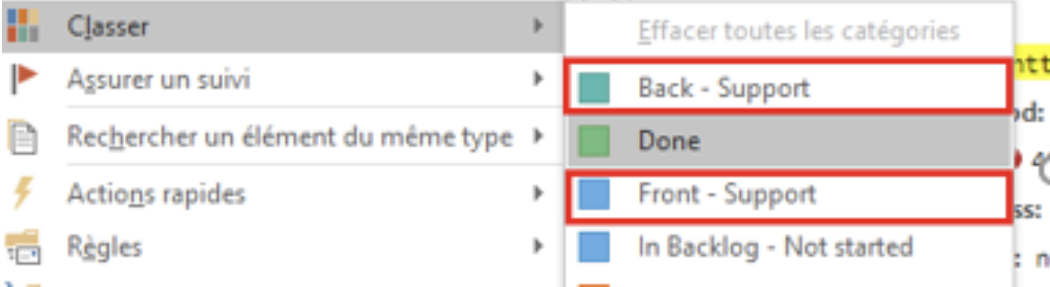 Classer
Assurer un suivi
Rechercher un élément du même type
Actions rapides
Règles
Effacer toutes les catégories
Back - Support
Done
Front - Support
In Backlog - Not started